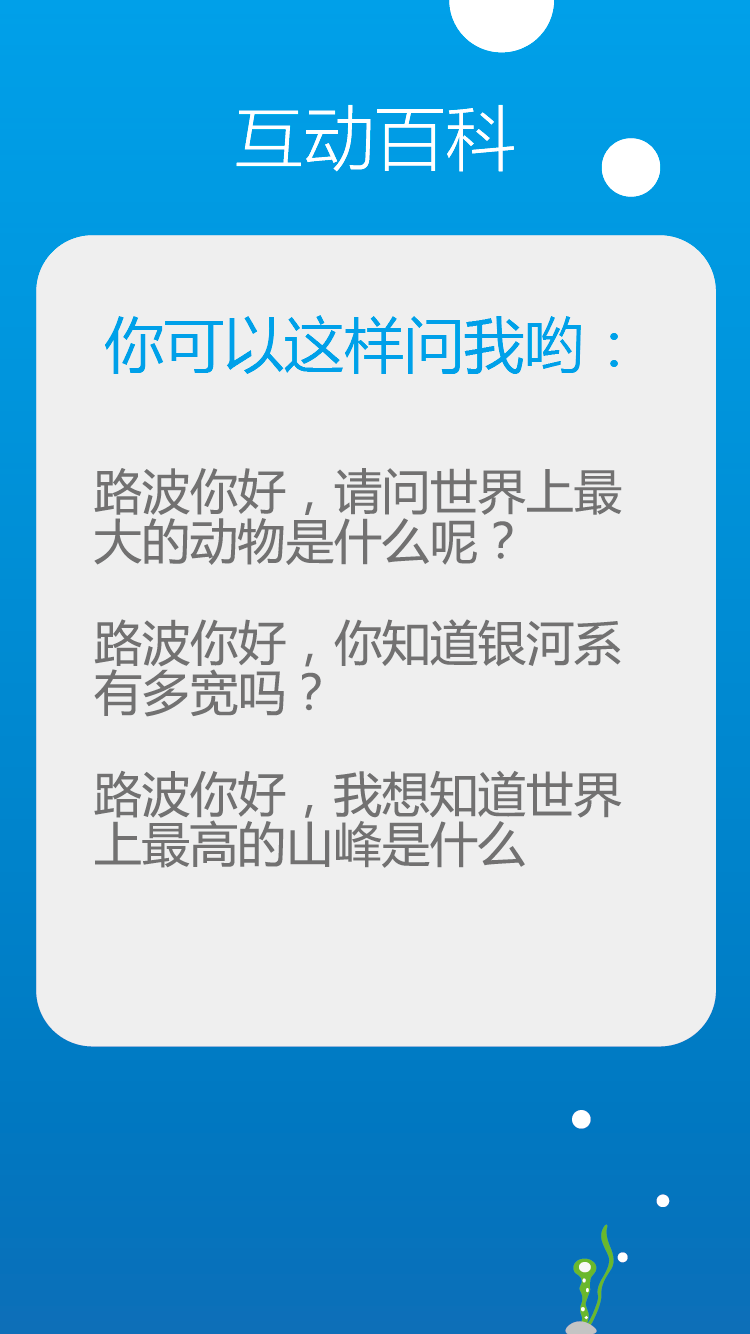 互动百科
你可以这样问我哟：
路波你好，请问世界上最
大的动物是什么呢？
路波你好，你知道银河系
有多宽吗？
路波你好，我想知道世界
上最高的山峰是什么